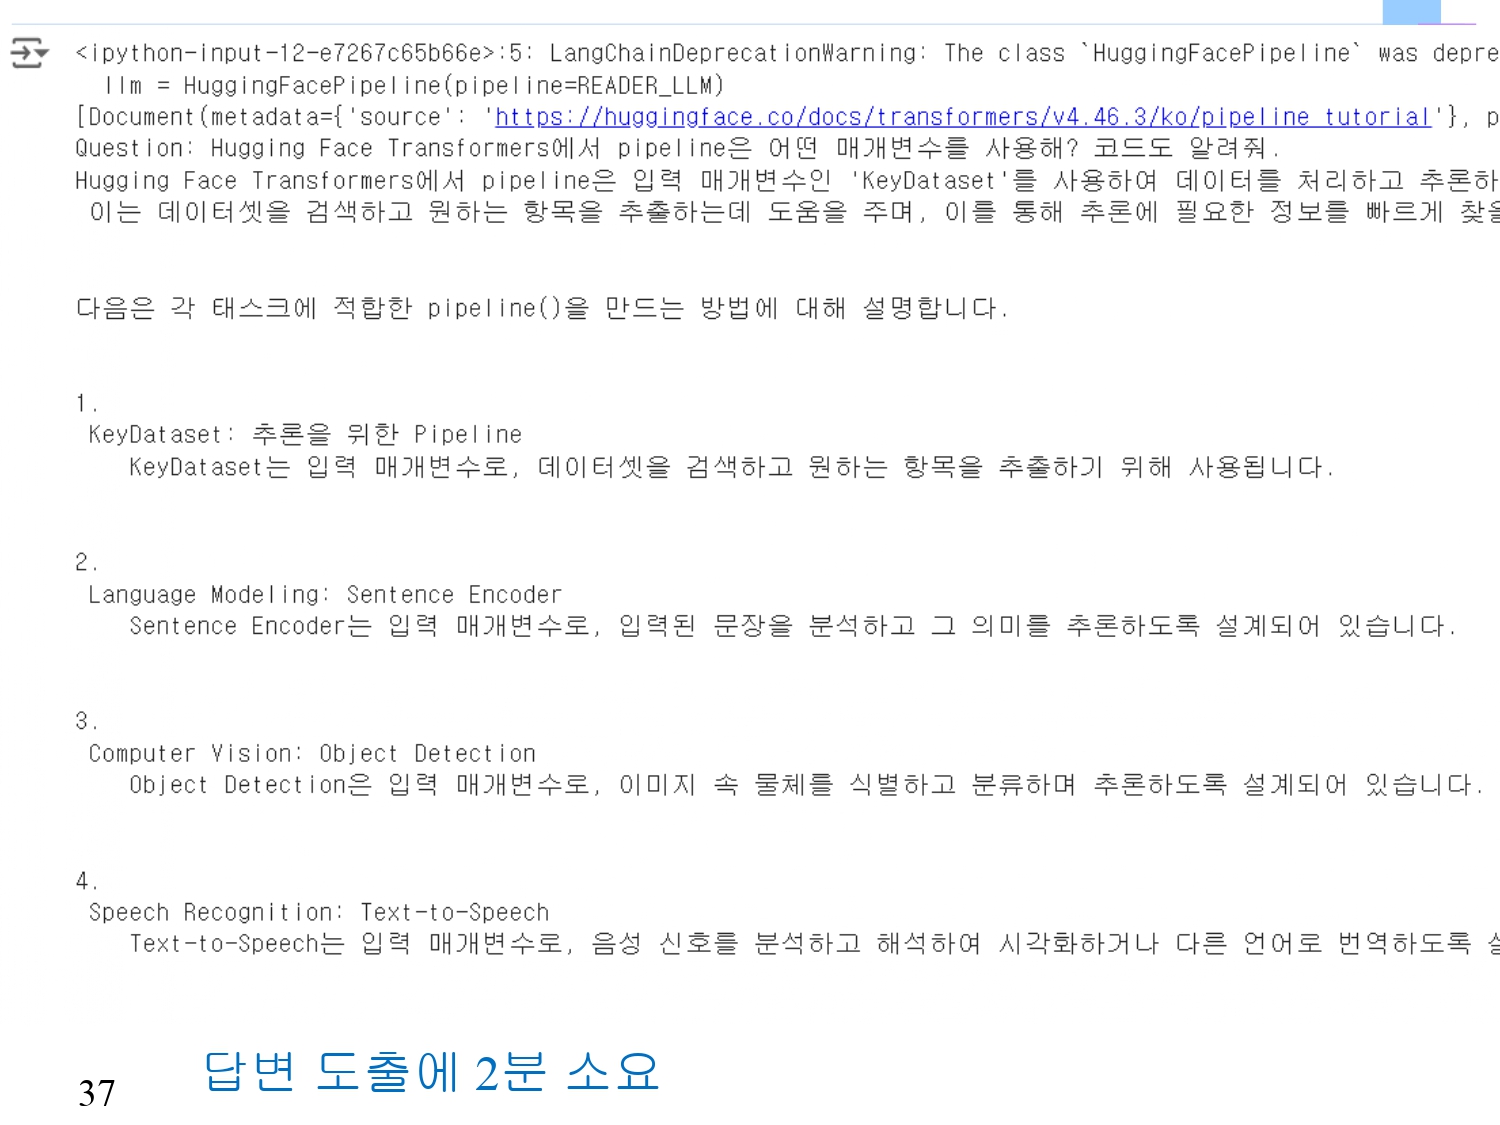 <ipython-input-12-e7267c65b66e>:5: LangChainDeprecationWarning: The class `HuggingFacePipeline` was depre
llm = HuggingFacePipeline(pipeline=READER_LLM)
[Document(metadata={'source': 'https://huggingface.co/docs/transformers/v4.46.3/ko/pipeline_tutorial'}, p
Question: Hugging Face Transformers에서 pipeline은 어떤 매개변수를 사용해? 코드도 알려줘.
Hugging Face Transformers에서 pipeline은 입력 매개변수인 'KeyDataset'를 사용하여 데이터를 처리하고 추론하
이는 데이터셋을 검색하고 원하는 항목을 추출하는데 도움을 주며, 이를 통해 추론에 필요한 정보를 빠르게 찾을
다음은 각 태스크에 적합한 pipeline()을 만드는 방법에 대해 설명합니다.
1.
KeyDataset: 추론을 위한 Pipeline
KeyDataset는 입력 매개변수로, 데이터셋을 검색하고 원하는 항목을 추출하기 위해 사용됩니다.
2.
Language Modeling: Sentence Encoder
Sentence Encoder는 입력 매개변수로, 입력된 문장을 분석하고 그 의미를 추론하도록 설계되어 있습니다.
3.
Computer Vision: Object Detection
Object Detection은 입력 매개변수로, 이미지 속 물체를 식별하고 분류하며 추론하도록 설계되어 있습니다.
4.
Speech Recognition: Text-to-Speech
Text-to-Speech는 입력 매개변수로, 음성 신호를 분석하고 해석하여 시각화하거나 다른 언어로 번역하도록
답변 도출에 2분 소요
37